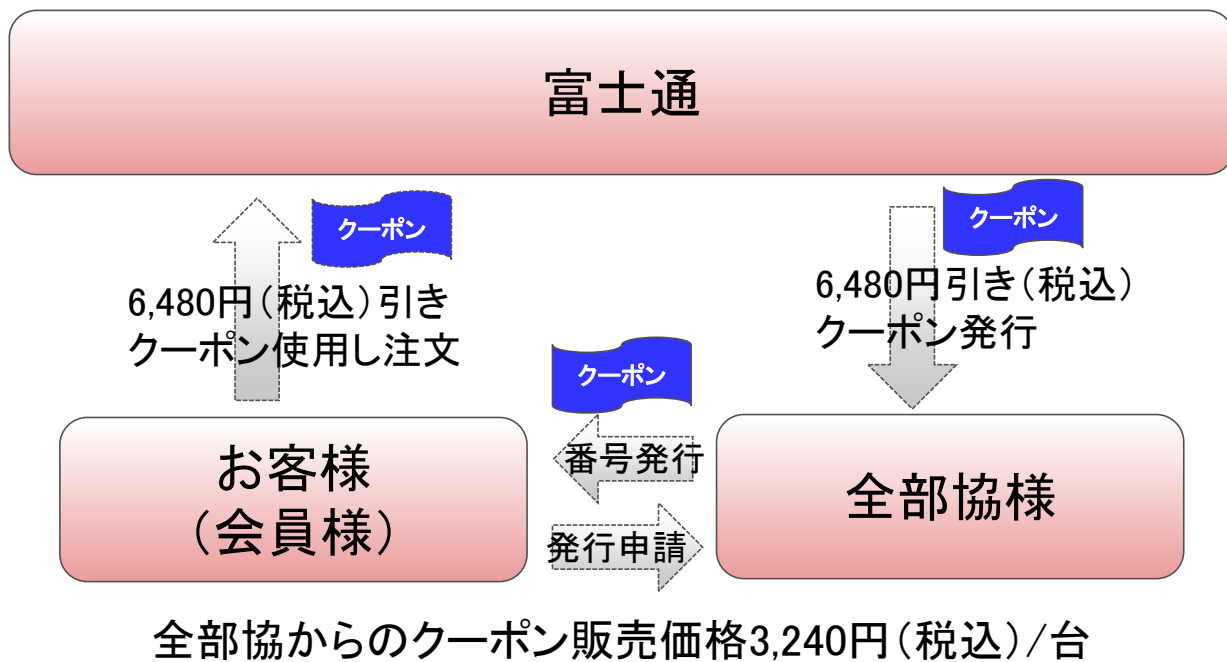 富士通
クーポン
クーポン
6,480円（税込）引き
クーポン使用し注文
6,480円引き（税込）
クーポン発行
クーポン
お客様
（会員様）
番号発行
発行申請
全部協様
全部協からのクーポン販売価格3,240円（税込）/台